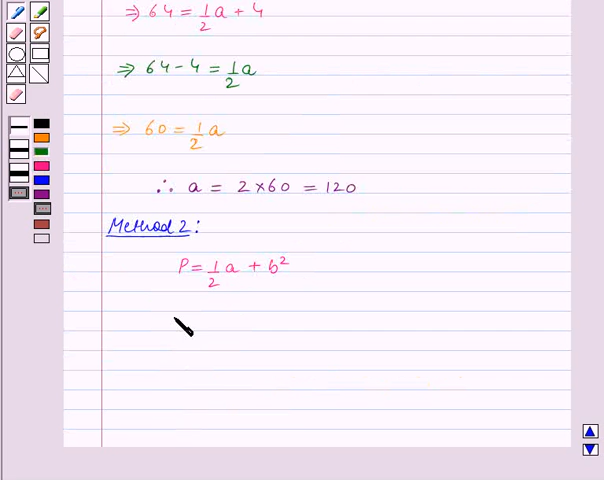 ⇒ 64 = 1/2 a + 4
⇒ 64 - 4 = 1/2 a
⇒ 60 = 1/2 a
∴ a = 2 × 60 = 120
Method 2:
P = 1/2 a + b²